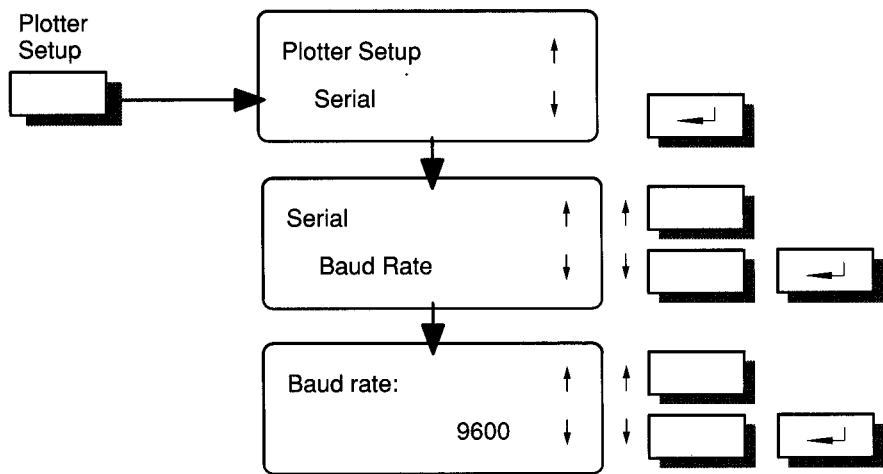 Plotter
Setup
Plotter Setup ↑
Serial ↓
Serial ↑ ↑
Baud Rate ↓ ↓
Baud rate: ↑ ↑
9600 ↓ ↓